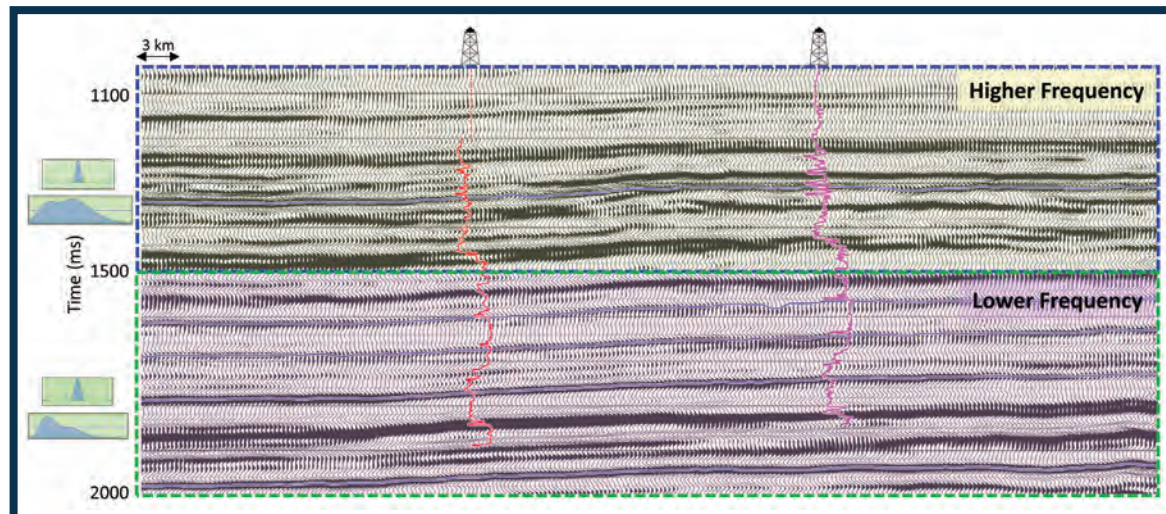 3 km
1100
Higher Frequency
Time (ms)
1500
Lower Frequency
2000